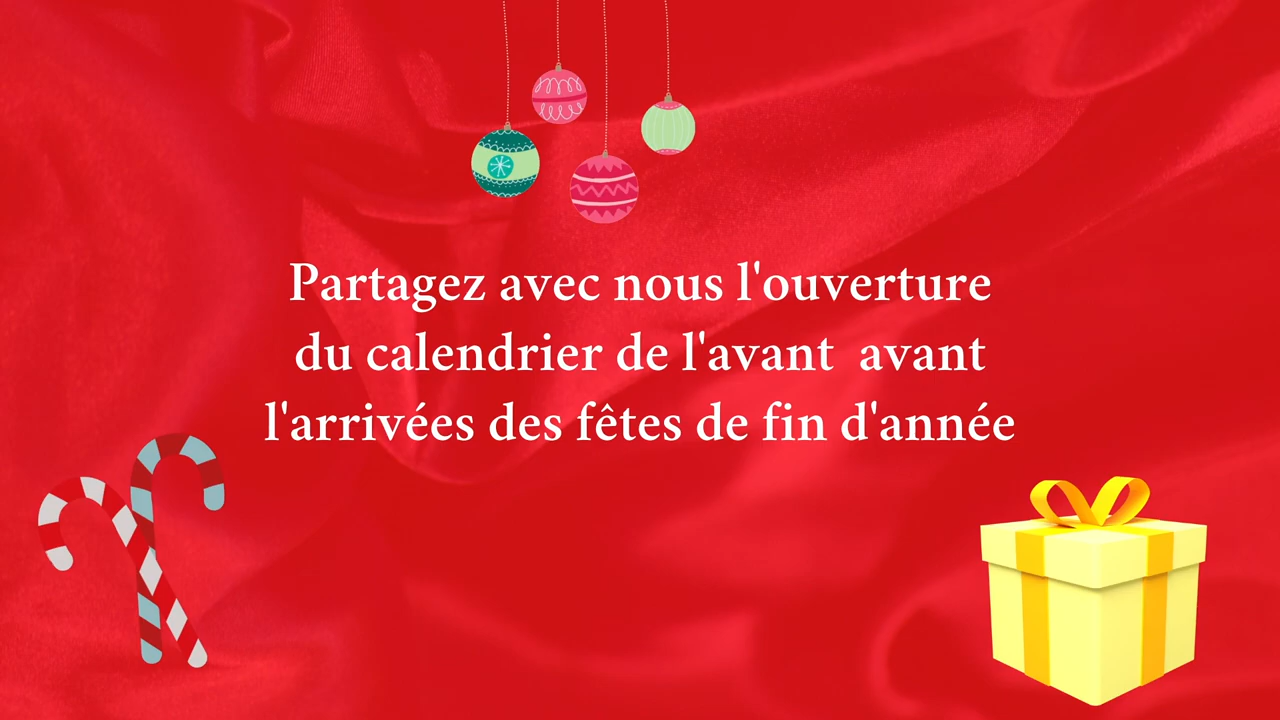 Partagez avec nous l'ouverture
du calendrier de l'avant  avant
l'arrivées des fêtes de fin d'année